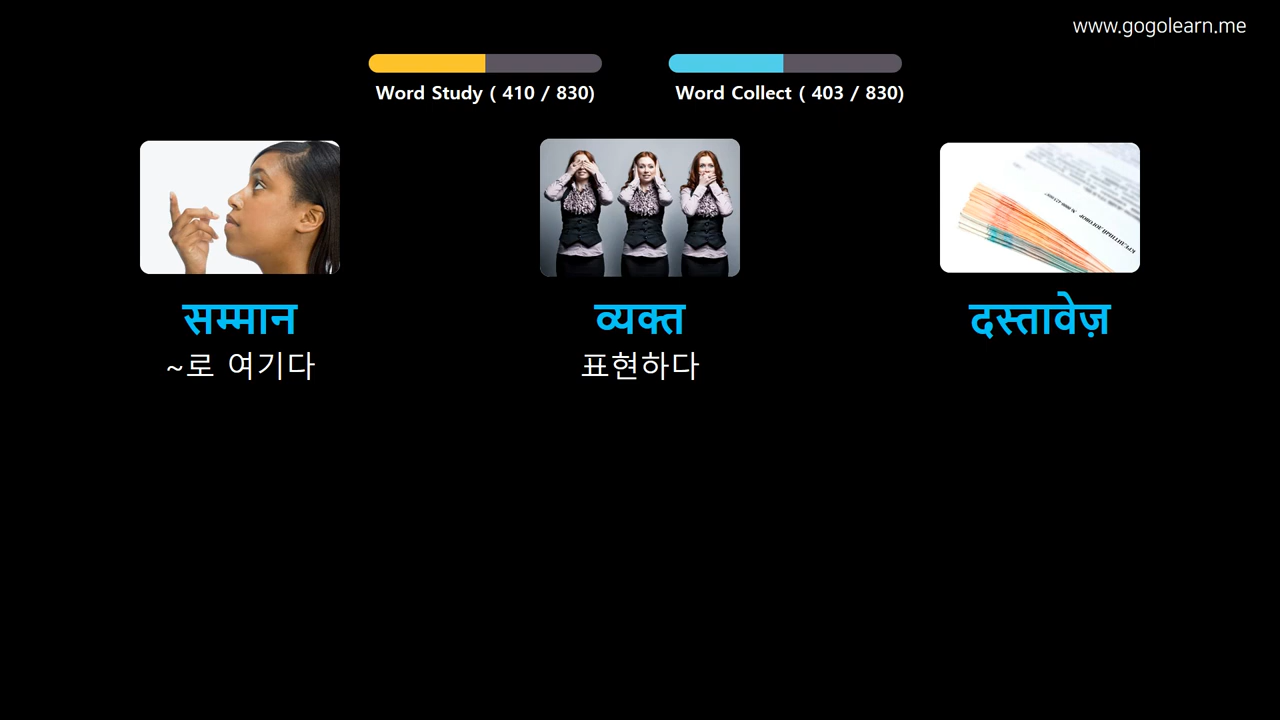 www.gogolearn.me
Word Study ( 410 / 830)
Word Collect ( 403 / 830)
सम्मान
व्यक्त
दस्तावेज़
~로 여기다
표현하다